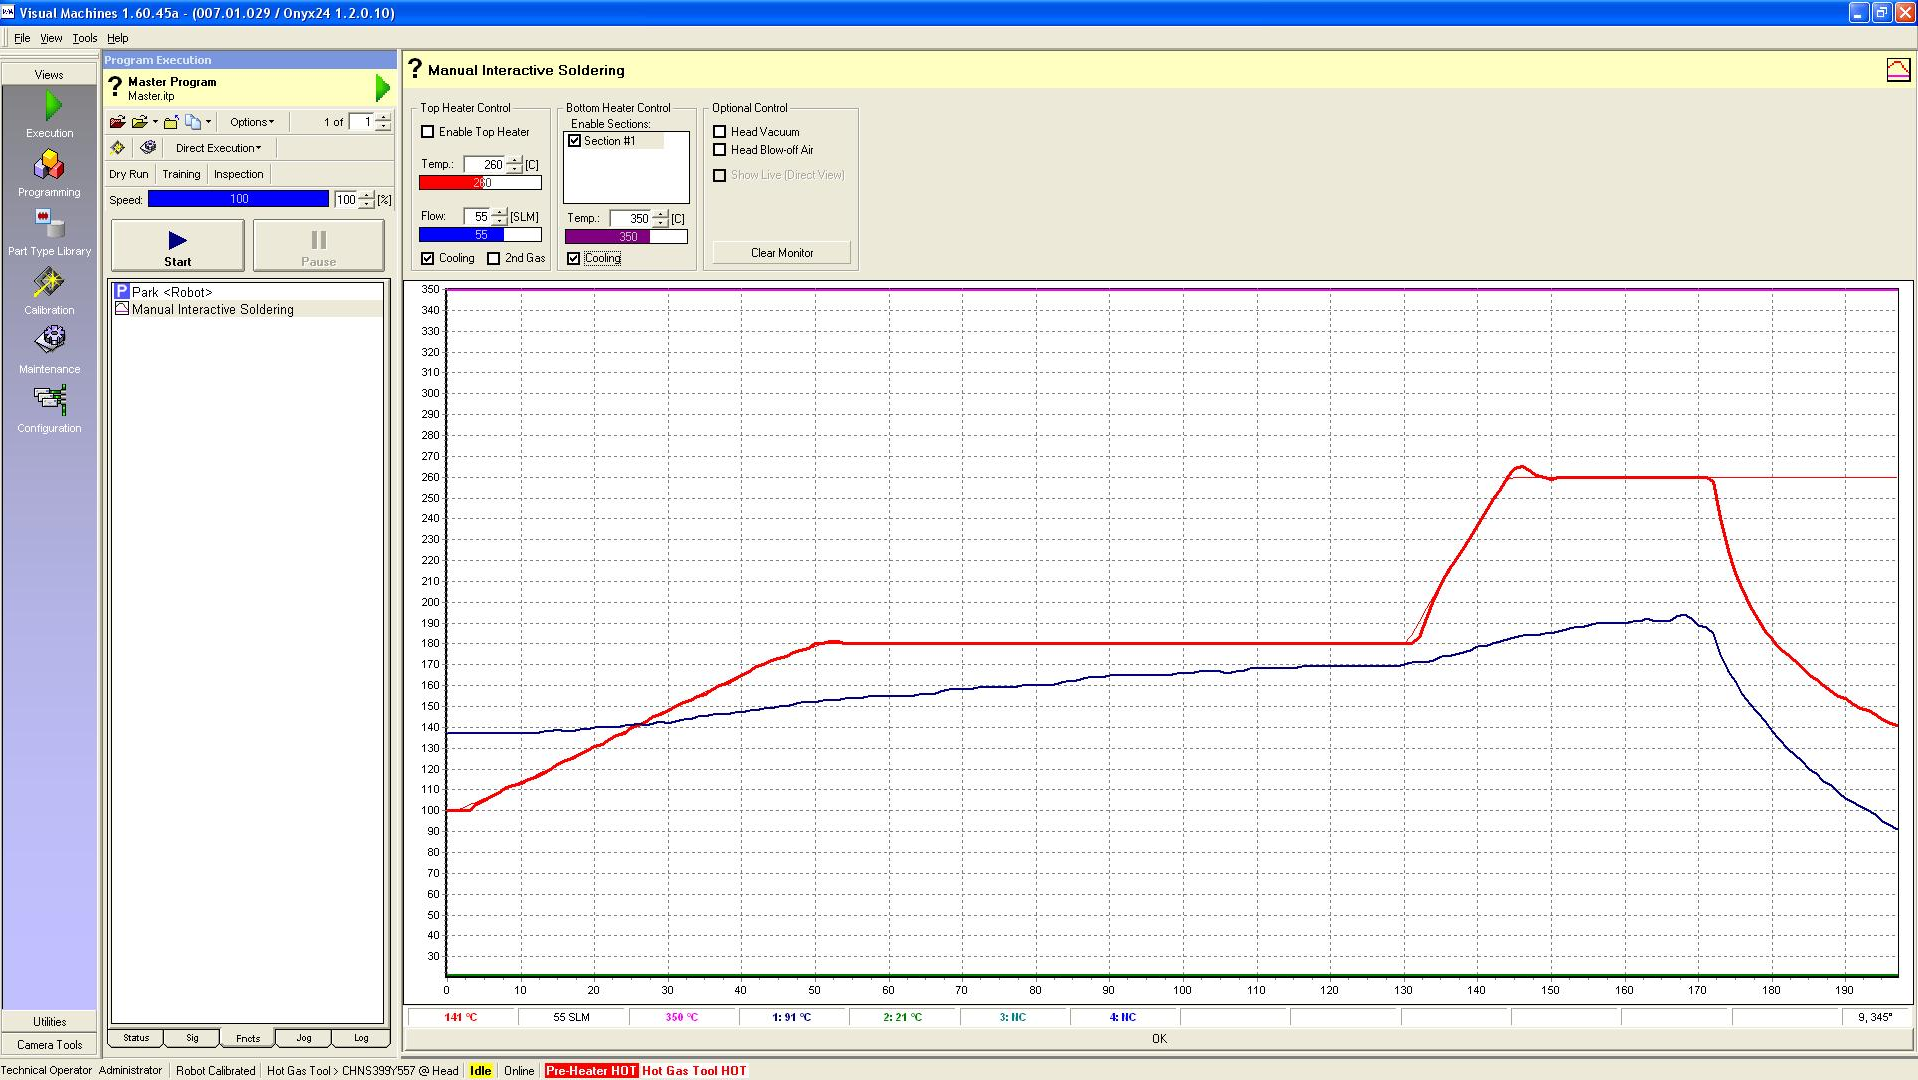 Visual Machines 1.60.45a - (007.01.029 / Onyx24 1.2.0.10)
File View Tools Help
Views
Execution
Programming
Part Type Library
Calibration
Maintenance
Configuration
Utilities
Camera Tools
Program Execution
? Master Program
Master.itp
Options 1 of 1
Direct Execution
Dry Run Training Inspection
Speed: 100 100 [%]
Start Pause
P Park <Robot>
Manual Interactive Soldering
Status Sig Fncts Jog Log
? Manual Interactive Soldering
Top Heater Control
Enable Top Heater
Temp.: 260 [C]
260
Flow: 55 [SLM]
55
Cooling 2nd Gas
Bottom Heater Control
Enable Sections:
Section #1
Temp.: 350 [C]
350
Cooling
Optional Control
Head Vacuum
Head Blow-off Air
Show Live (Direct View)
Clear Monitor
350
340
330
320
310
300
290
280
270
260
250
240
230
220
210
200
190
180
170
160
150
140
130
120
110
100
90
80
70
60
50
40
30
0 10 20 30 40 50 60 70 80 90 100 110 120 130 140 150 160 170 180 190
141 °C 55 SLM 350 °C 1: 91 °C 2: 21 °C 3: NC 4: NC 9, 345°
OK
Technical Operator Administrator Robot Calibrated Hot Gas Tool > CHNS399Y557 @ Head Idle Online Pre-Heater HOT Hot Gas Tool HOT